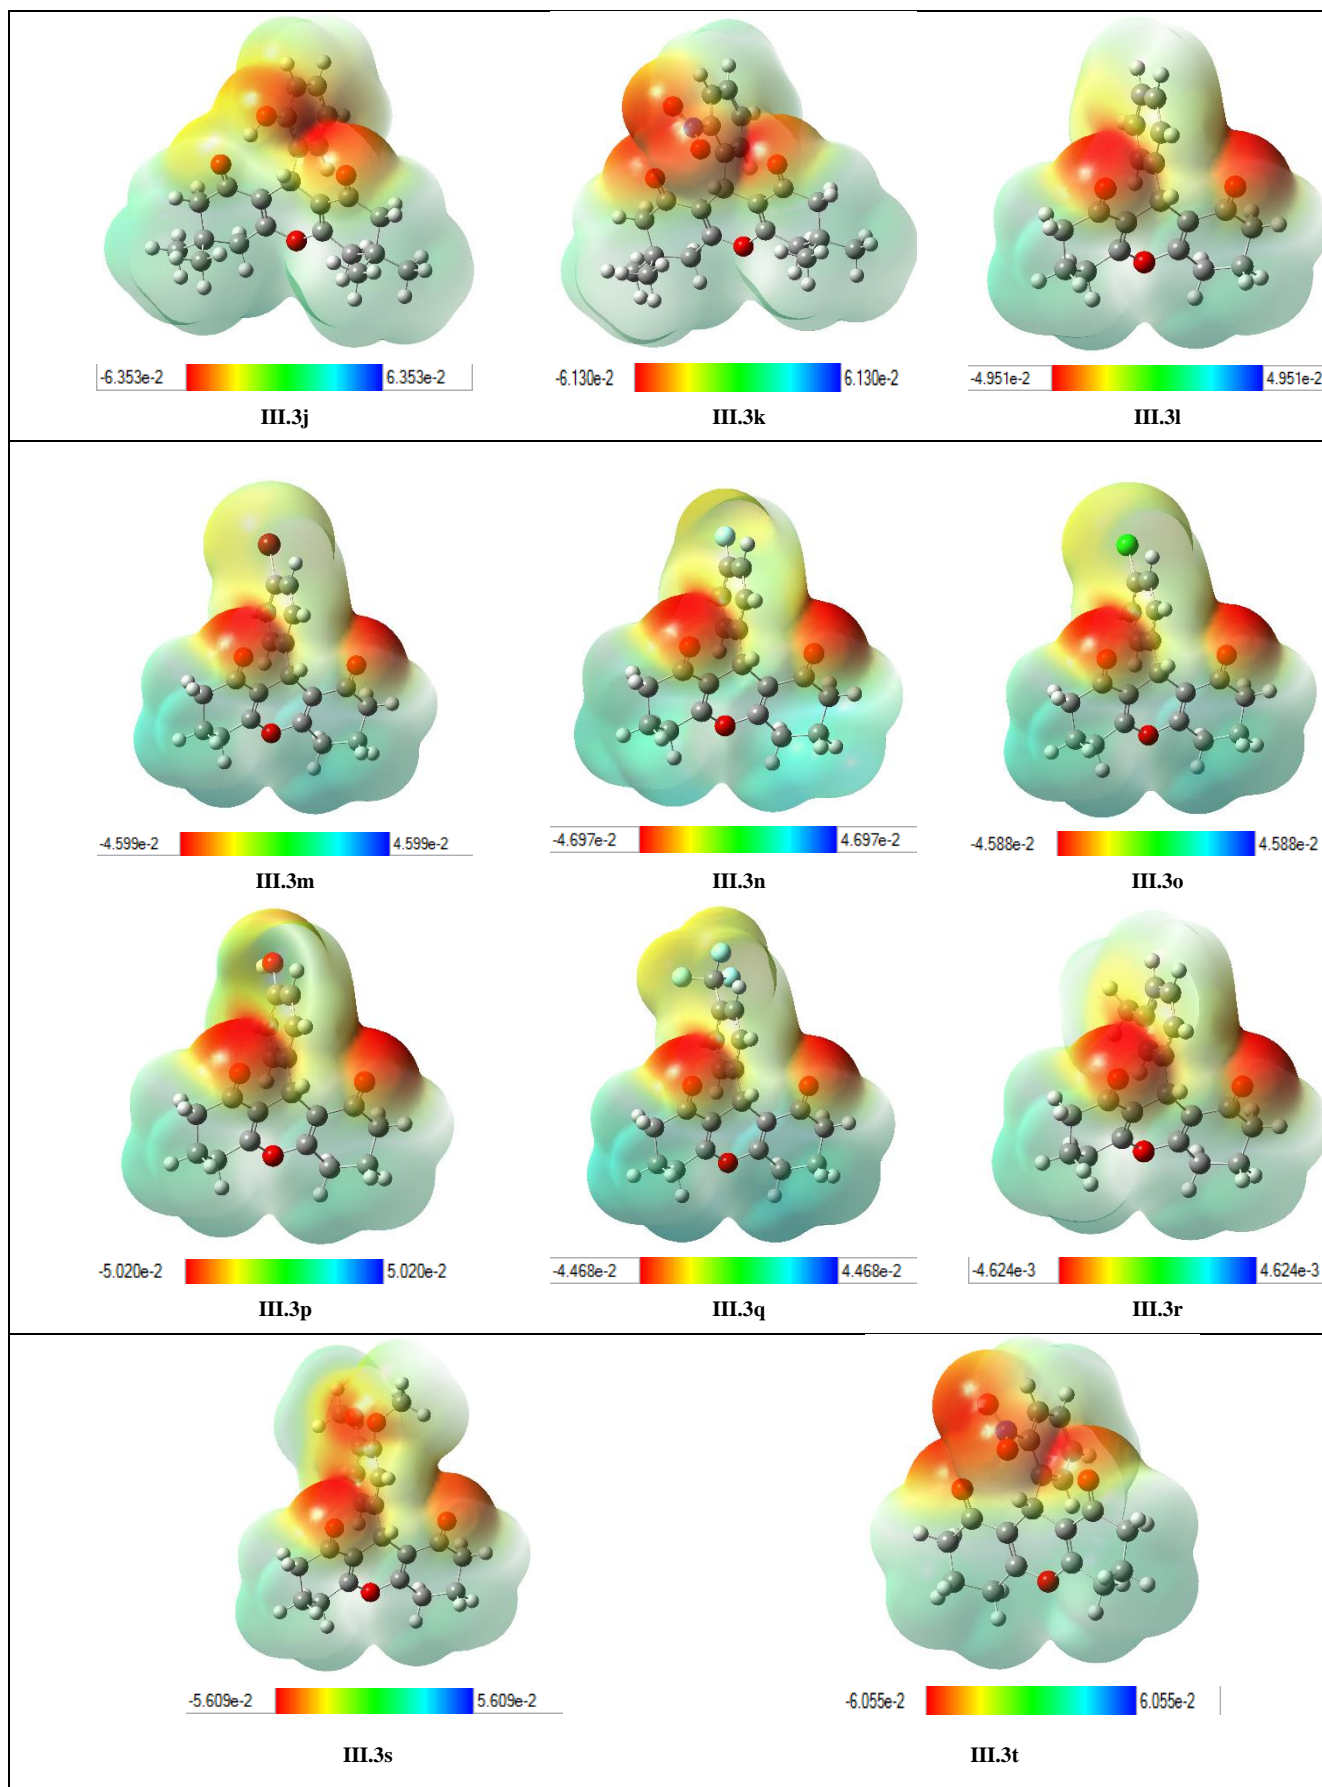 -6.353e-2 6.353e-2 -6.130e-2 6.130e-2 -4.951e-2 4.951e-2
III.3j III.3k III.3l
-4.599e-2 4.599e-2 -4.697e-2 4.697e-2 -4.588e-2 4.588e-2
III.3m III.3n III.3o
-5.020e-2 5.020e-2 -4.468e-2 4.468e-2 -4.624e-3 4.624e-3
III.3p III.3q III.3r
-5.609e-2 5.609e-2 -6.055e-2 6.055e-2
III.3s III.3t